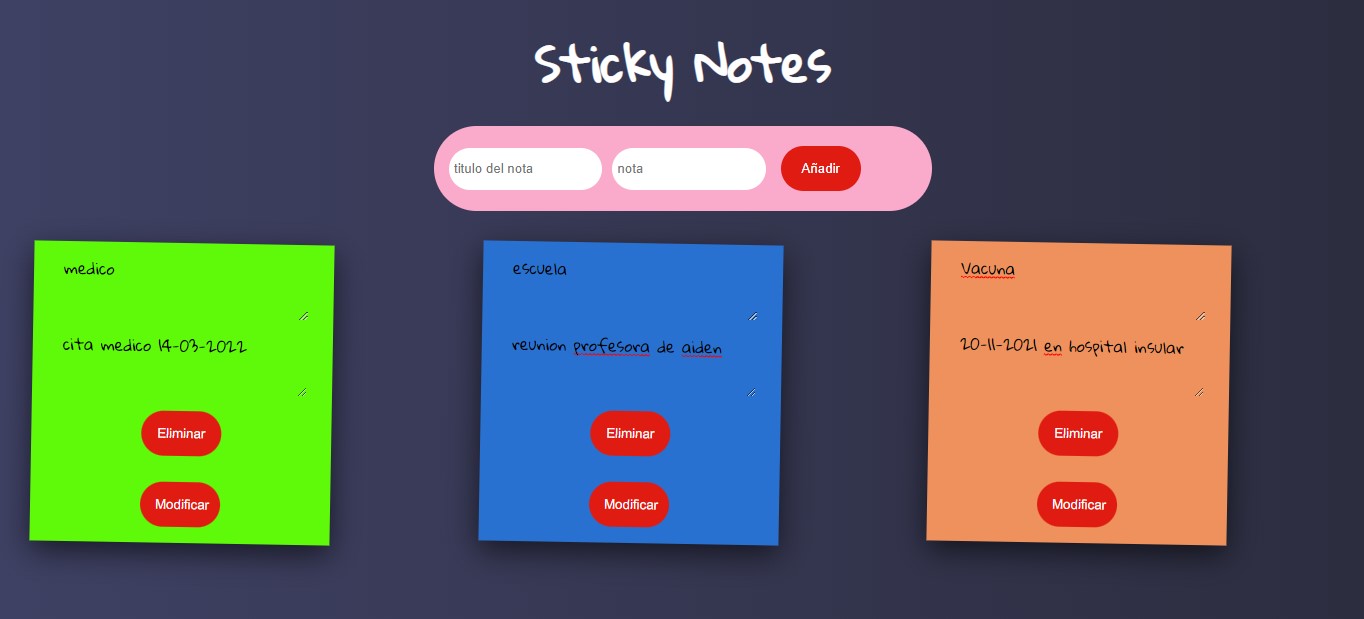 Sticky Notes
titulo del nota
nota
Añadir
medico
cita medico 14-03-2022
Eliminar
Modificar
escuela
reunion profesora de aiden
Eliminar
Modificar
Vacuna
20-11-2021 en hospital insular
Eliminar
Modificar